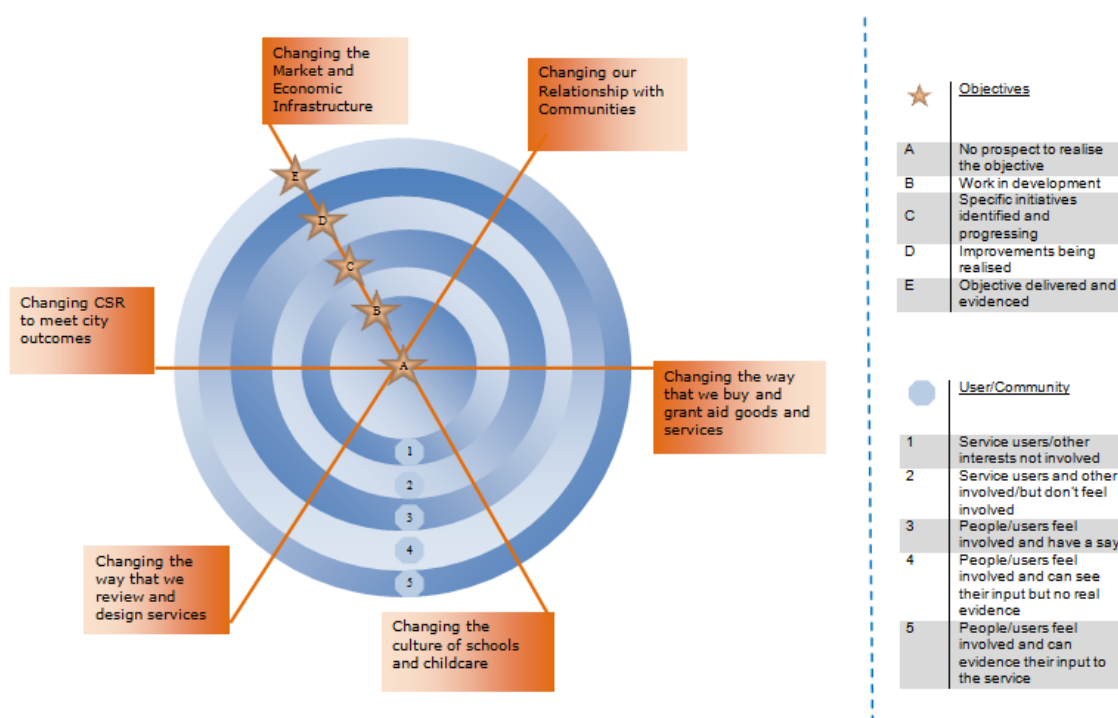 Changing the
Market and
Economic
Infrastructure
Changing our
Relationship with
Communities
E
D
C
B
A
Changing CSR
to meet city
outcomes
Changing the way
that we buy and
grant aid goods and
services
1
2
3
4
5
Changing the
way that we
review and
design services
Changing the
culture of schools
and childcare
Objectives
A No prospect to realise
the objective
B Work in development
Specific initiatives
C identified and
progressing
D Improvements being
realised
E Objective delivered and
evidenced
User/Community
1 Service users/other
interests not involved
2 Service users and other
involved/but don't feel
involved
3 People/users feel
involved and have a say
4 People/users feel
involved and can see
their input but no real
evidence
5 People/users feel
involved and can
evidence their input to
the service